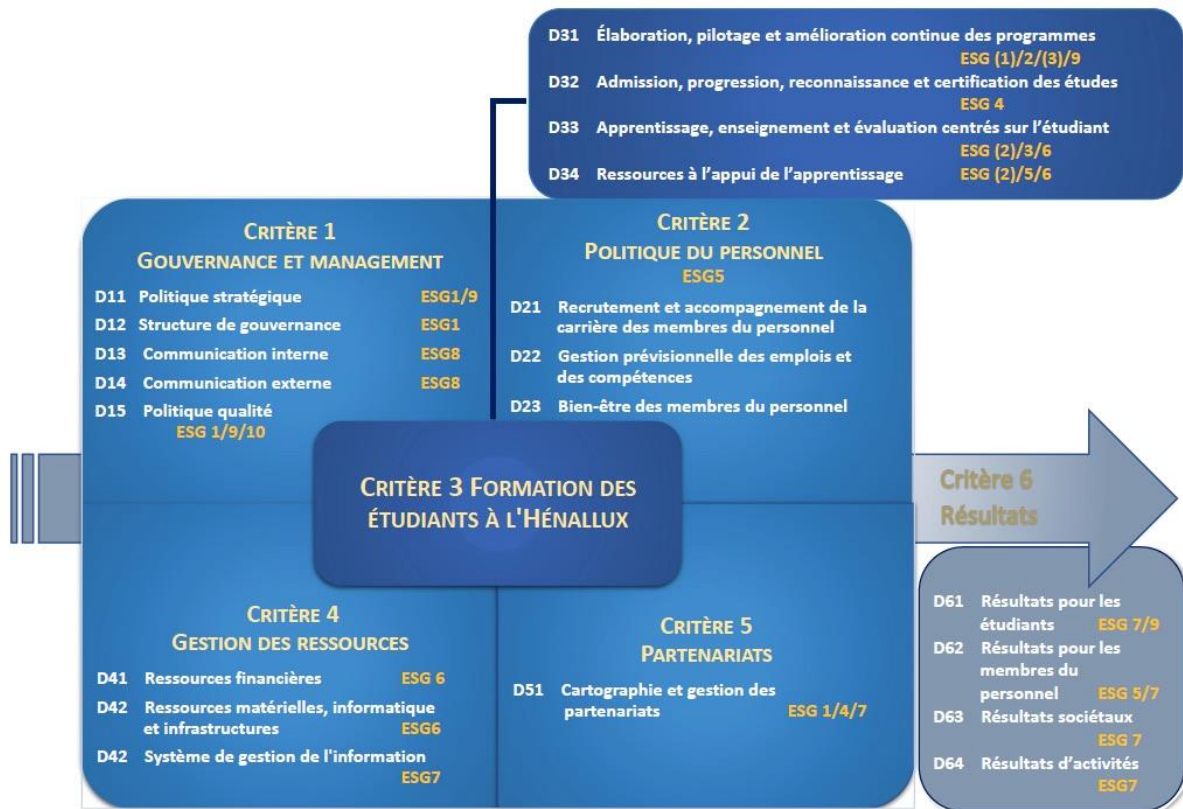 D31 Élaboration, pilotage et amélioration continue des programmes
ESG (1)/2/(3)/9
D32 Admission, progression, reconnaissance et certification des études
ESG 4
D33 Apprentissage, enseignement et évaluation centrés sur l'étudiant
ESG (2)/3/6
D34 Ressources à l'appui de l'apprentissage ESG (2)/5/6
CRITÈRE 1
GOUVERNANCE ET MANAGEMENT
D11 Politique stratégique ESG1/9
D12 Structure de gouvernance ESG1
D13 Communication interne ESG8
D14 Communication externe ESG8
D15 Politique qualité
ESG 1/9/10
CRITÈRE 2
POLITIQUE DU PERSONNEL
ESG5
D21 Recrutement et accompagnement de la
carrière des membres du personnel
D22 Gestion prévisionnelle des emplois et
des compétences
D23 Bien-être des membres du personnel
CRITÈRE 3 FORMATION DES
ÉTUDIANTS À L'HÉNALLUX
CRITÈRE 4
GESTION DES RESSOURCES
D41 Ressources financières ESG 6
D42 Ressources matérielles, informatique
et infrastructures ESG6
D42 Système de gestion de l'information
ESG7
CRITÈRE 5
PARTENARIATS
D51 Cartographie et gestion des
partenariats ESG 1/4/7
Critère 6
Résultats
D61 Résultats pour les
étudiants ESG 7/9
D62 Résultats pour les
membres du
personnel ESG 5/7
D63 Résultats sociétaux
ESG 7
D64 Résultats d'activités
ESG7